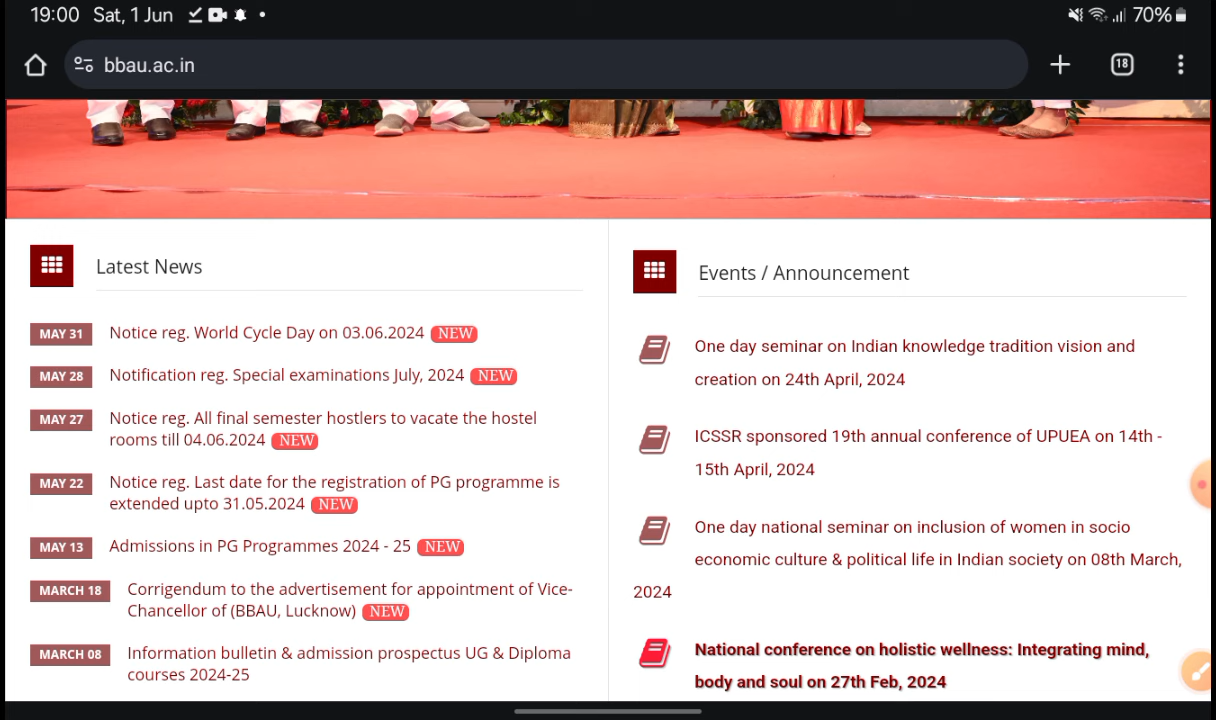 19:00 Sat, 1 Jun
70%
bbau.ac.in
18
Latest News
MAY 31 Notice reg. World Cycle Day on 03.06.2024 NEW
MAY 28 Notification reg. Special examinations July, 2024 NEW
MAY 27 Notice reg. All final semester hostlers to vacate the hostel
rooms till 04.06.2024 NEW
MAY 22 Notice reg. Last date for the registration of PG programme is
extended upto 31.05.2024 NEW
MAY 13 Admissions in PG Programmes 2024 - 25 NEW
MARCH 18 Corrigendum to the advertisement for appointment of Vice-
Chancellor of (BBAU, Lucknow) NEW
MARCH 08 Information bulletin & admission prospectus UG & Diploma
courses 2024-25
Events / Announcement
One day seminar on Indian knowledge tradition vision and
creation on 24th April, 2024
ICSSR sponsored 19th annual conference of UPUEA on 14th -
15th April, 2024
One day national seminar on inclusion of women in socio
economic culture & political life in Indian society on 08th March,
2024
National conference on holistic wellness: Integrating mind,
body and soul on 27th Feb, 2024